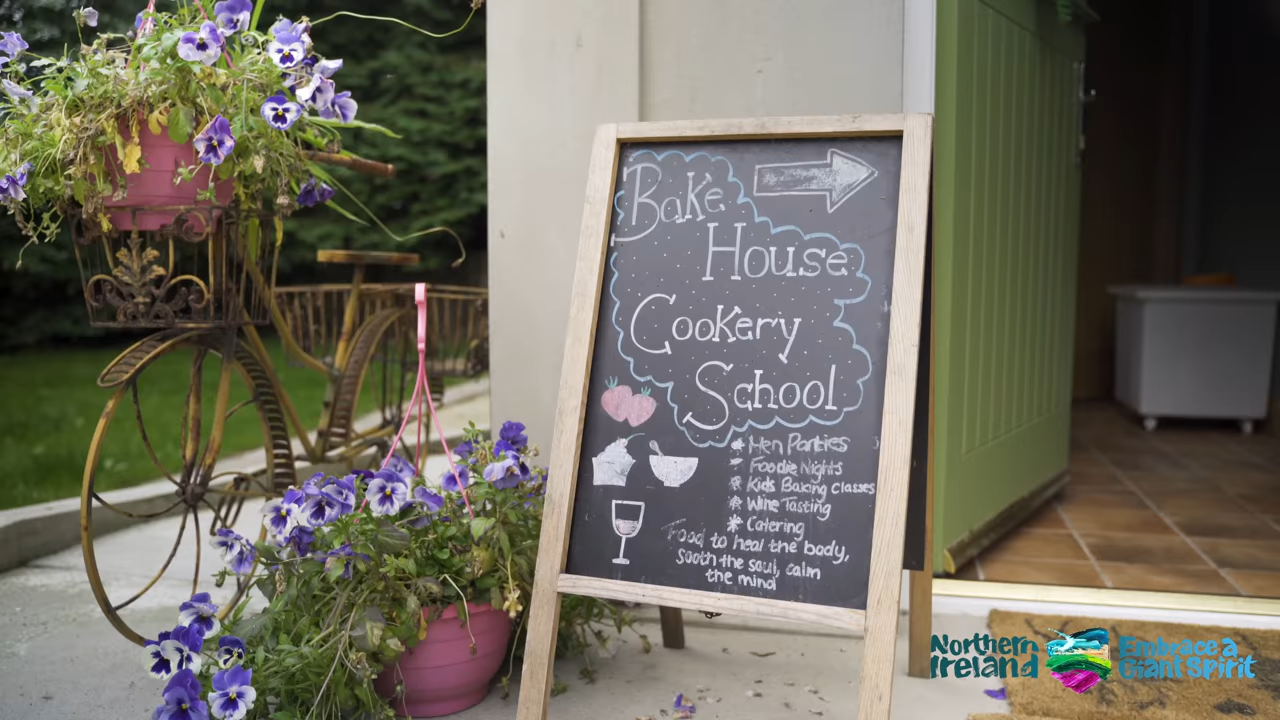 Bake
House
Cookery
School
* Hen Parties
* Foodie Nights
* Kids Baking Classes
* Wine Tasting
* Catering
Food to heal the body,
sooth the soul, calm
the mind
Northern
Ireland
Embrace a
Giant Spirit